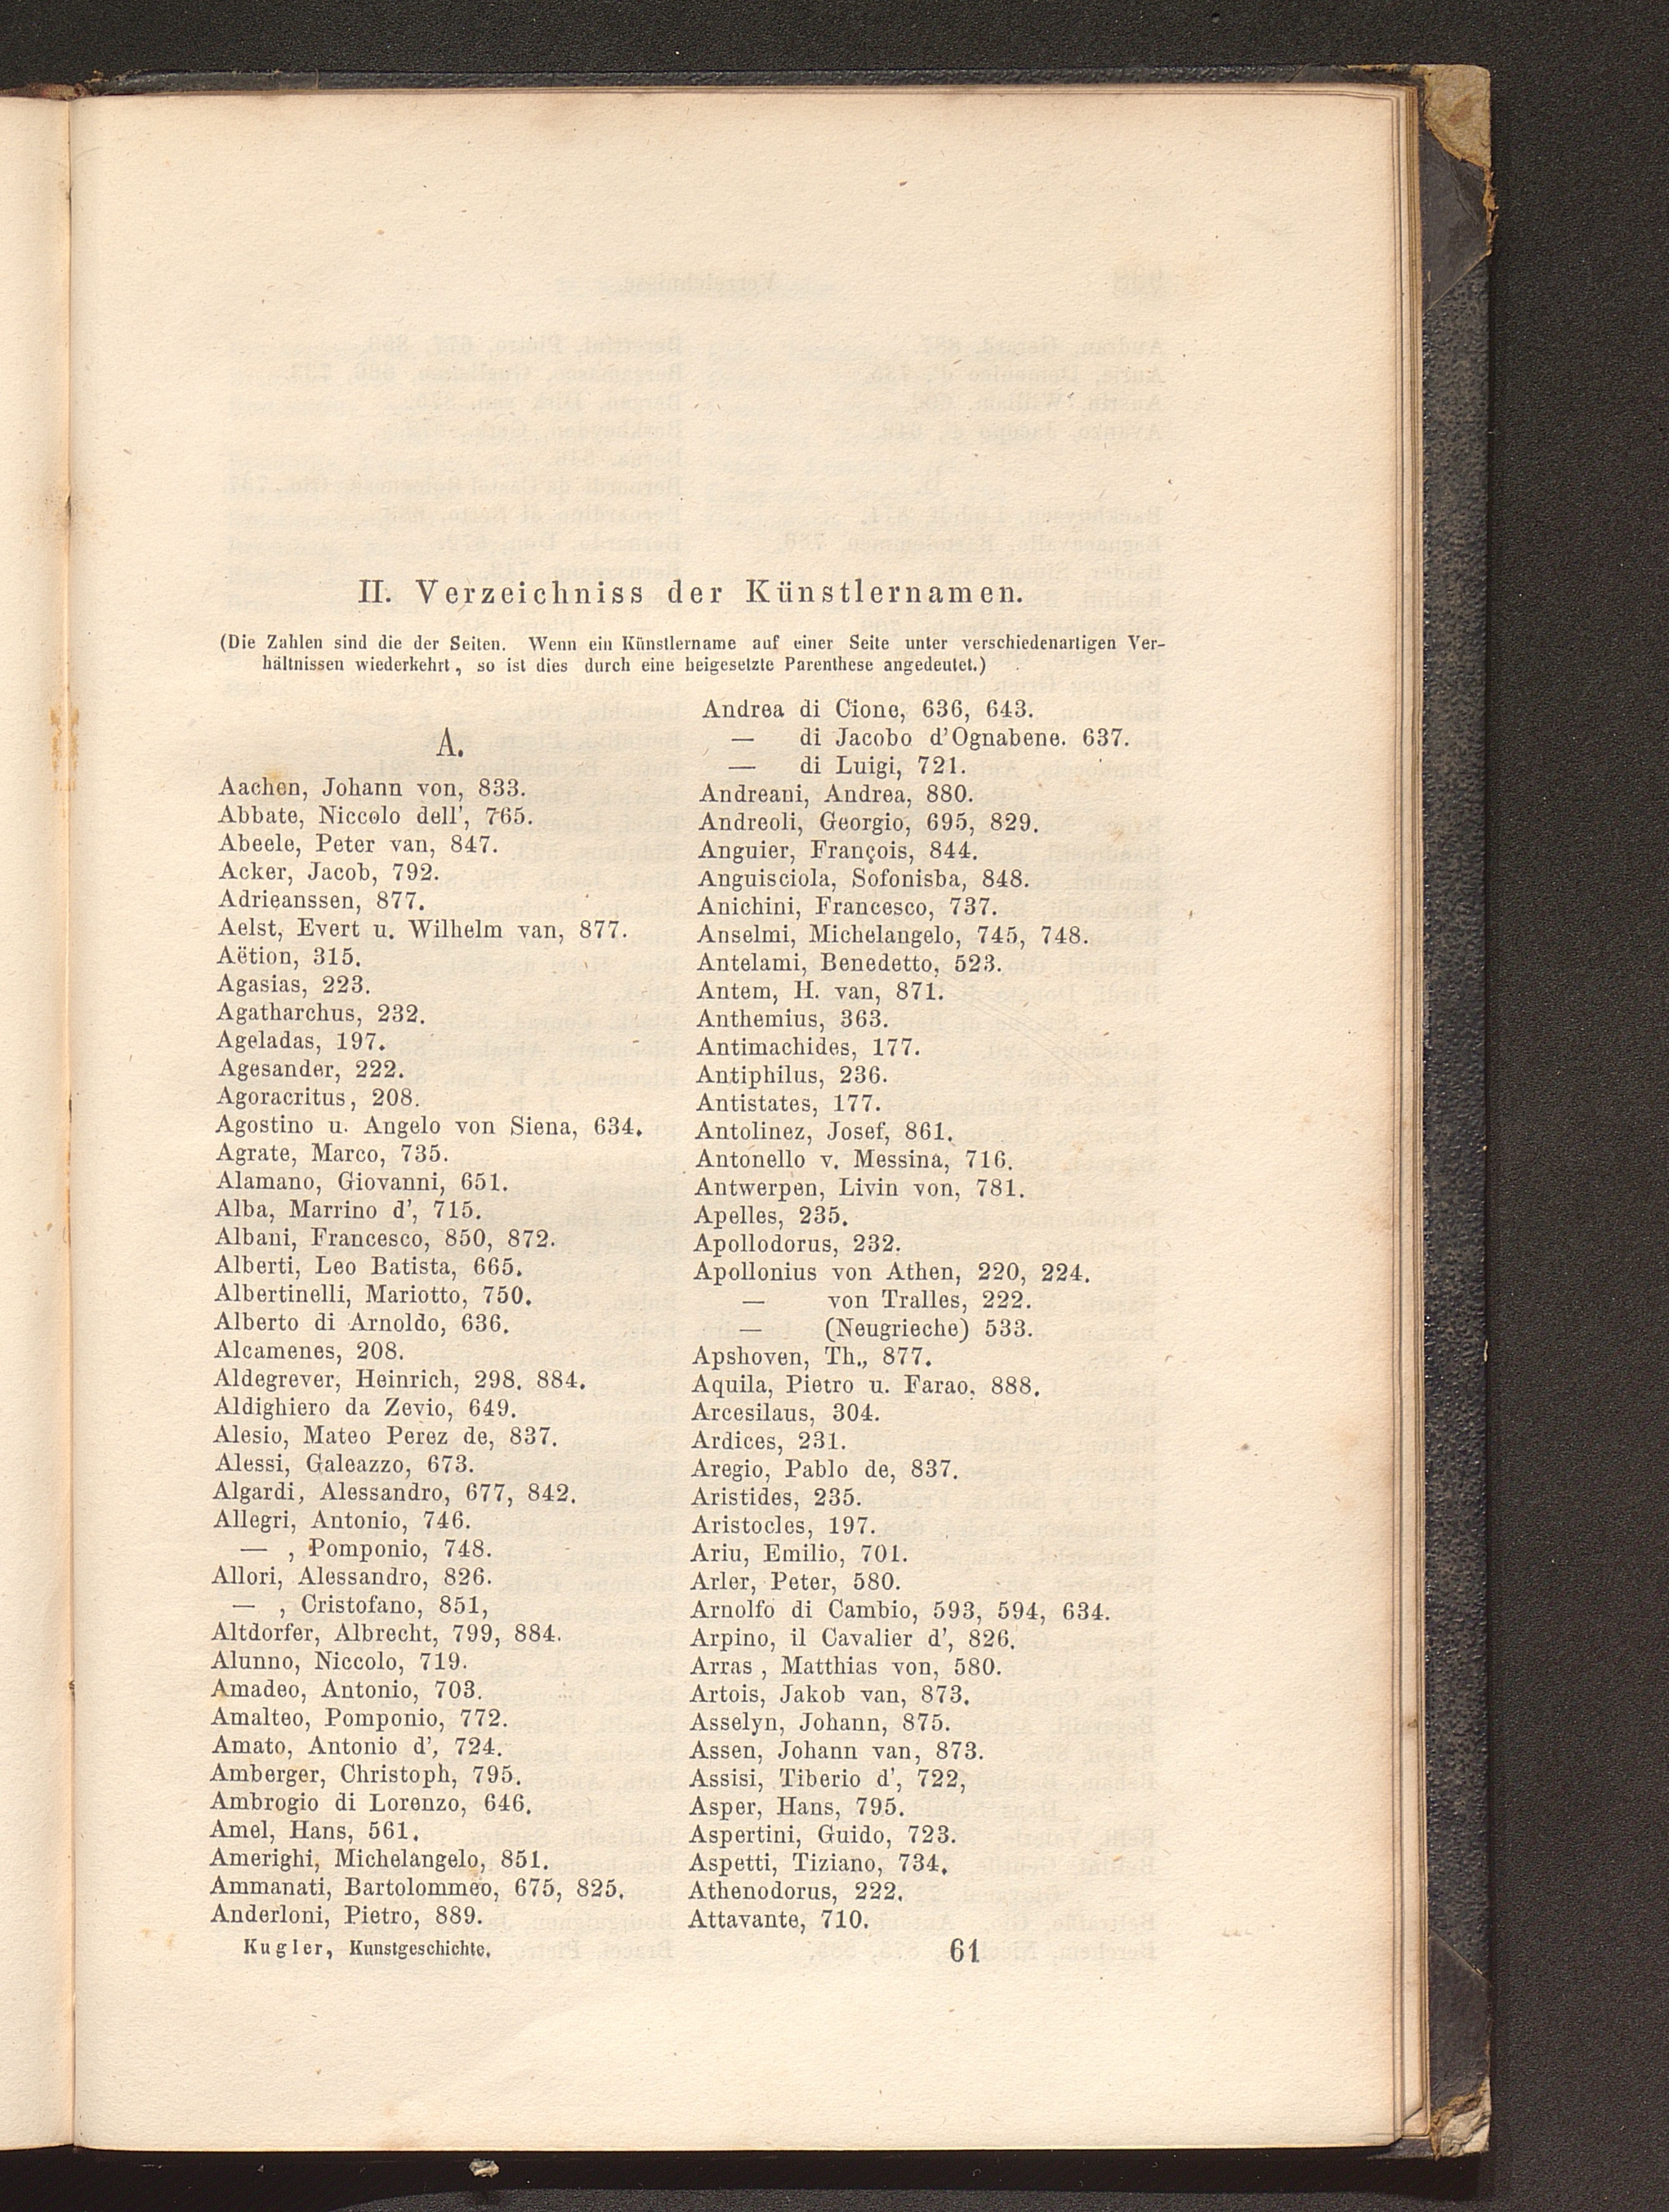 II. Verzeichniss der Künstlernamen.
(Die Zahlen sind die der Seiten. Wenn ein Künstlername auf einer Seite unter verschiedenartigen Ver-
hältnissen wiederkehrt, so ist dies durch eine beigesetzte Parenthese angedeutet.)
A.
Aachen, Johann von, 833.
Abbate, Niccolo dell', 765.
Abeele, Peter van, 847.
Acker, Jacob, 792.
Adrieanssen, 877.
Aelst, Evert u. Wilhelm van, 877.
Aëtion, 315.
Agasias, 223.
Agatharchus, 232.
Ageladas, 197.
Agesander, 222.
Agoracritus, 208.
Agostino u. Angelo von Siena, 634.
Agrate, Marco, 735.
Alamano, Giovanni, 651.
Alba, Marrino d', 715.
Albani, Francesco, 850, 872.
Alberti, Leo Batista, 665.
Albertinelli, Mariotto, 750.
Alberto di Arnoldo, 636.
Alcamenes, 208.
Aldegrever, Heinrich, 298. 884.
Aldighiero da Zevio, 649.
Alesio, Mateo Perez de, 837.
Alessi, Galeazzo, 673.
Algardi, Alessandro, 677, 842.
Allegri, Antonio, 746.
— , Pomponio, 748.
Allori, Alessandro, 826.
— , Cristofano, 851,
Altdorfer, Albrecht, 799, 884.
Alunno, Niccolo, 719.
Amadeo, Antonio, 703.
Amalteo, Pomponio, 772.
Amato, Antonio d', 724.
Amberger, Christoph, 795.
Ambrogio di Lorenzo, 646.
Amel, Hans, 561.
Amerighi, Michelangelo, 851.
Ammanati, Bartolommeo, 675, 825.
Anderloni, Pietro, 889.
Andrea di Cione, 636, 643.
— di Jacobo d'Ognabene. 637.
— di Luigi, 721.
Andreani, Andrea, 880.
Andreoli, Georgio, 695, 829.
Anguier, François, 844.
Anguisciola, Sofonisba, 848.
Anichini, Francesco, 737.
Anselmi, Michelangelo, 745, 748.
Antelami, Benedetto, 523.
Antem, H. van, 871.
Anthemius, 363.
Antimachides, 177.
Antiphilus, 236.
Antistates, 177.
Antolinez, Josef, 861.
Antonello v. Messina, 716.
Antwerpen, Livin von, 781.
Apelles, 235.
Apollodorus, 232.
Apollonius von Athen, 220, 224.
— von Tralles, 222.
— (Neugrieche) 533.
Apshoven, Th., 877.
Aquila, Pietro u. Farao, 888.
Arcesilaus, 304.
Ardices, 231.
Aregio, Pablo de, 837.
Aristides, 235.
Aristocles, 197.
Ariu, Emilio, 701.
Arler, Peter, 580.
Arnolfo di Cambio, 593, 594, 634.
Arpino, il Cavalier d', 826.
Arras , Matthias von, 580.
Artois, Jakob van, 873.
Asselyn, Johann, 875.
Assen, Johann van, 873.
Assisi, Tiberio d', 722,
Asper, Hans, 795.
Aspertini, Guido, 723.
Aspetti, Tiziano, 734.
Athenodorus, 222.
Attavante, 710.
Kugler, Kunstgeschichte. 61